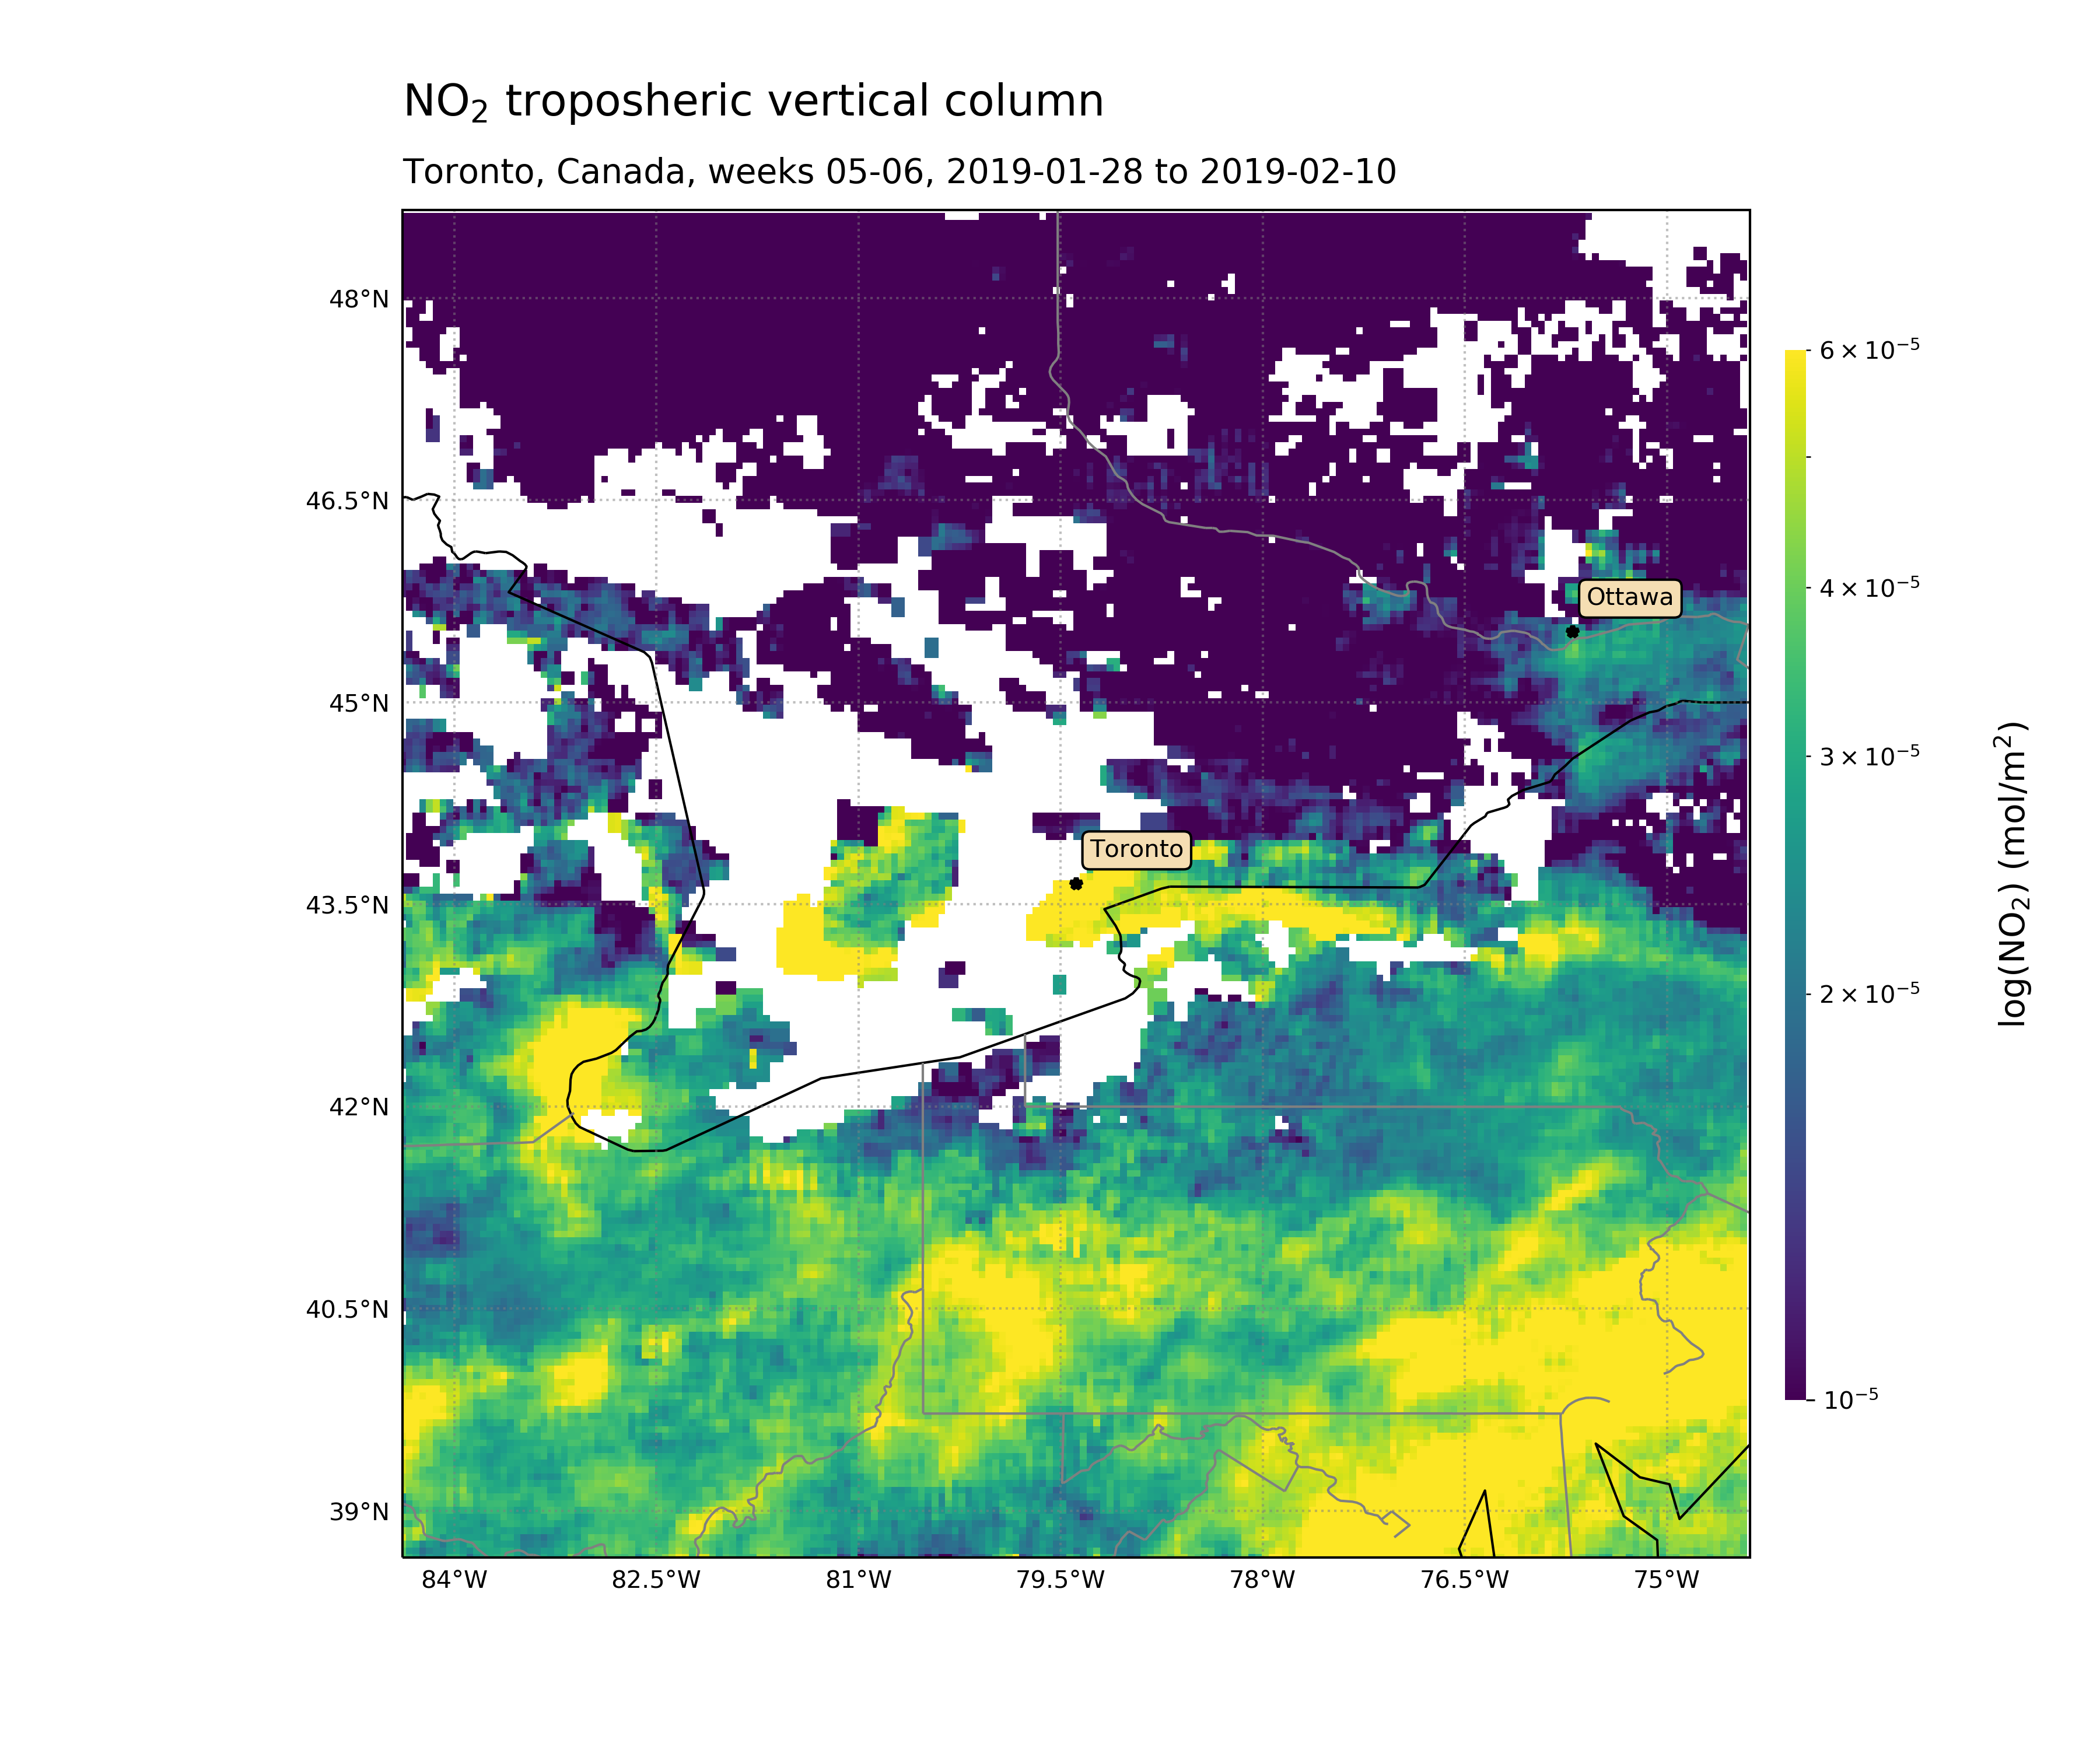 NO₂ troposheric vertical column
Toronto, Canada, weeks 05-06, 2019-01-28 to 2019-02-10
48°N
46.5°N
45°N
43.5°N
42°N
40.5°N
39°N
84°W 82.5°W 81°W 79.5°W 78°W 76.5°W 75°W
Ottawa
Toronto
6 × 10⁻⁵
4 × 10⁻⁵
3 × 10⁻⁵
2 × 10⁻⁵
10⁻⁵
log(NO₂) (mol/m²)